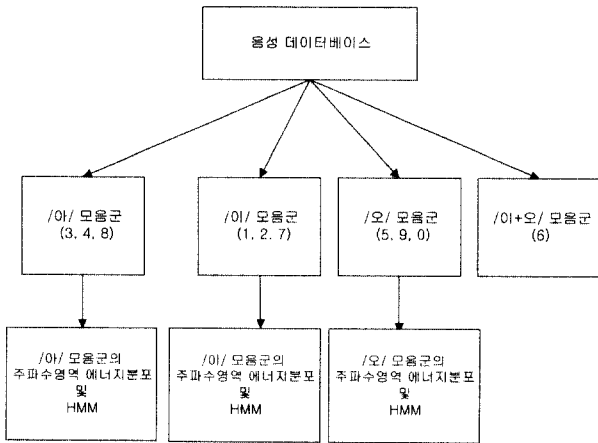 음성 데이터베이스
/아/ 모음군
(3, 4, 8)
/이/ 모음군
(1, 2. 7)
/오/ 모음군
(5, 9, 0)
/이+오/ 모음군
(6)
/아/ 모음군의
주파수영역 에너지분포
및
HMM
/이/ 모음군의
주파수영역 에너지분포
및
HMM
/오/ 모음군의
주파수영역 에너지분포
및
HMM